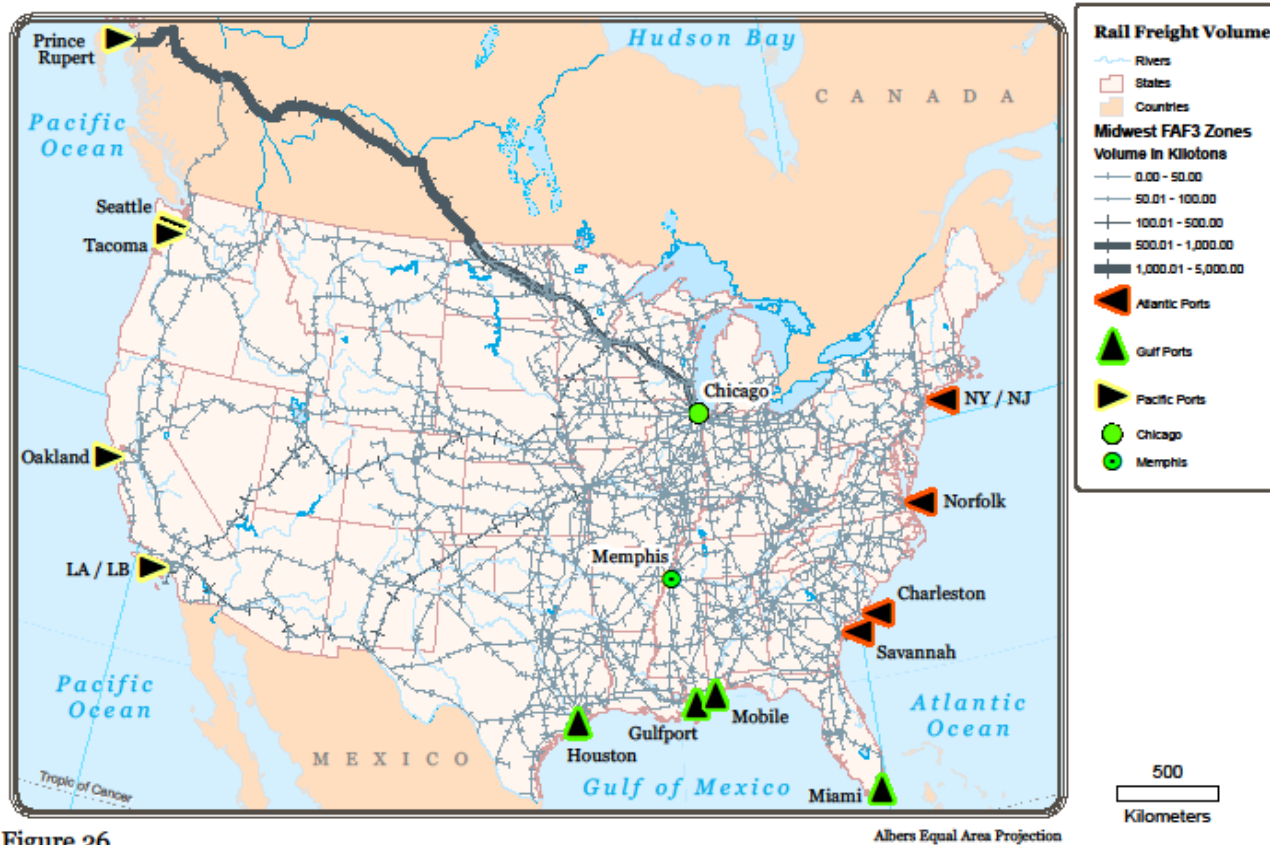 Prince
Rupert
Hudson Bay
CANADA
Pacific
Ocean
Seattle
Tacoma
Chicago
NY / NJ
Oakland
Norfolk
Memphis
LA / LB
Charleston
Savannah
Pacific
Ocean
Atlantic
Ocean
Mobile
Gulfport
Houston
MEXICO
Gulf of Mexico
Miami
Tropic of Cancer
Rail Freight Volume
Rivers
States
Countries
Midwest FAF3 Zones
Volume in Kilotons
0.00 - 50.00
50.01 - 100.00
100.01 - 500.00
500.01 - 1,000.00
1,000.01 - 5,000.00
Atlantic Ports
Gulf Ports
Pacific Ports
Chicago
Memphis
500
Kilometers
Albers Equal Area Projection
Figure 26